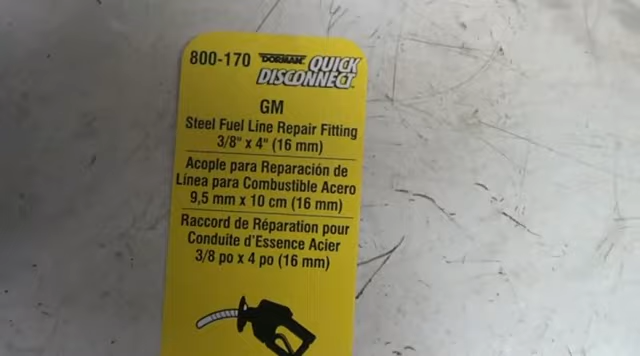 800-170 DORMAN QUICK
DISCONNECT
GM
Steel Fuel Line Repair Fitting
3/8" x 4" (16 mm)
Acople para Reparación de
Línea para Combustible Acero
9,5 mm x 10 cm (16 mm)
Raccord de Réparation pour
Conduite d'Essence Acier
3/8 po x 4 po (16 mm)